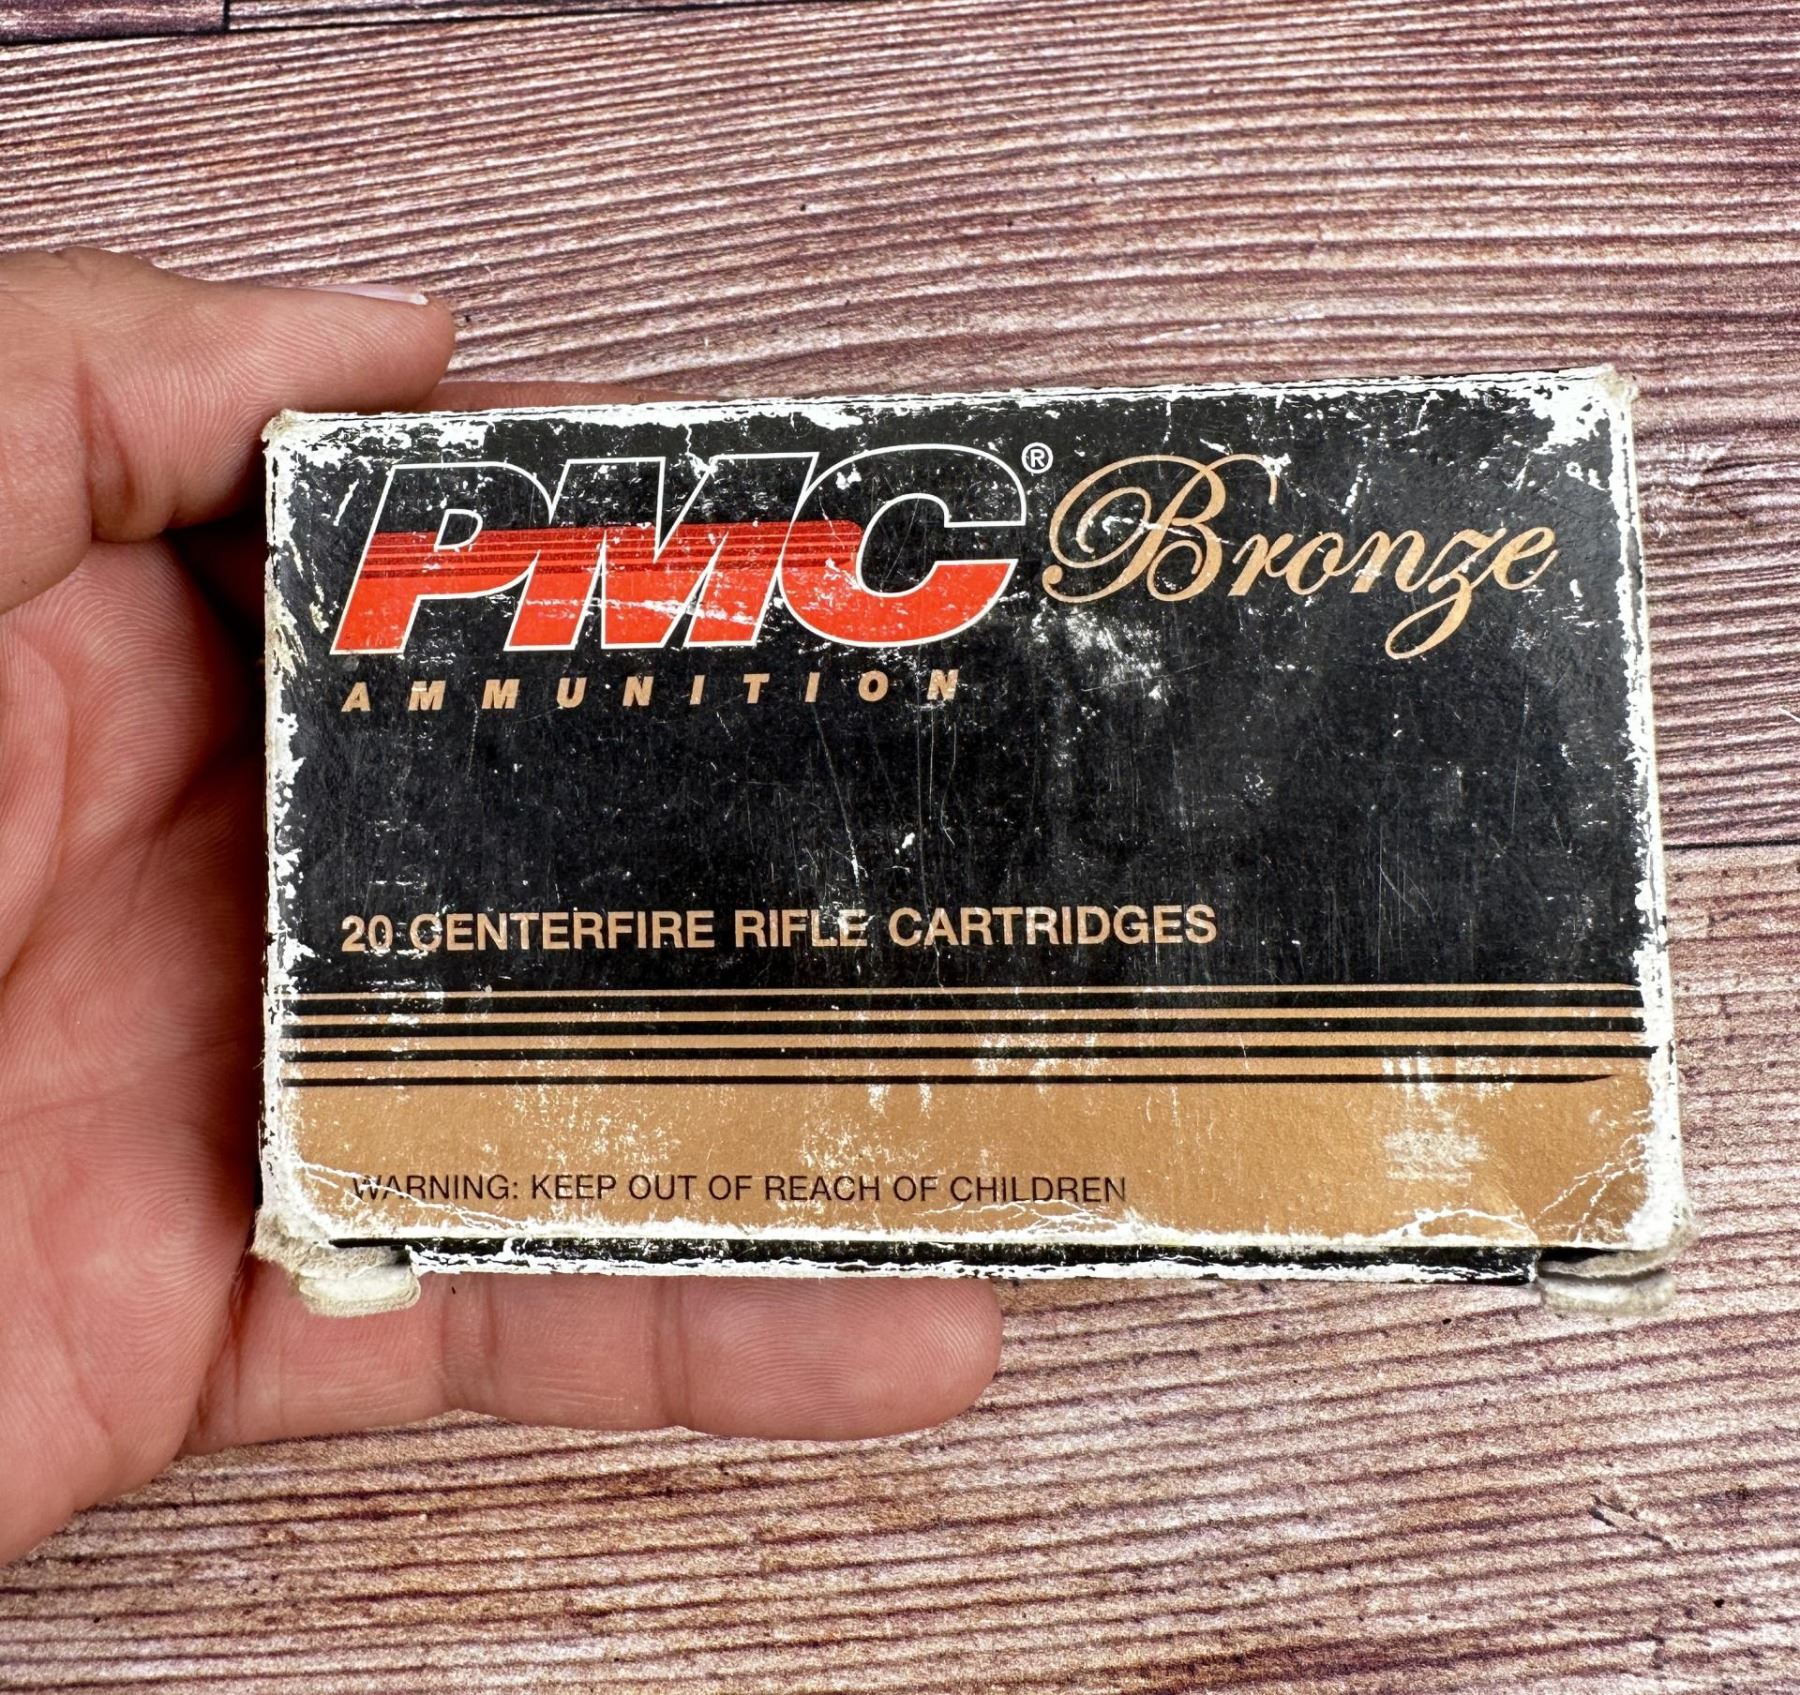 PMC® Bronze
AMMUNITION
20 CENTERFIRE RIFLE CARTRIDGES
WARNING: KEEP OUT OF REACH OF CHILDREN